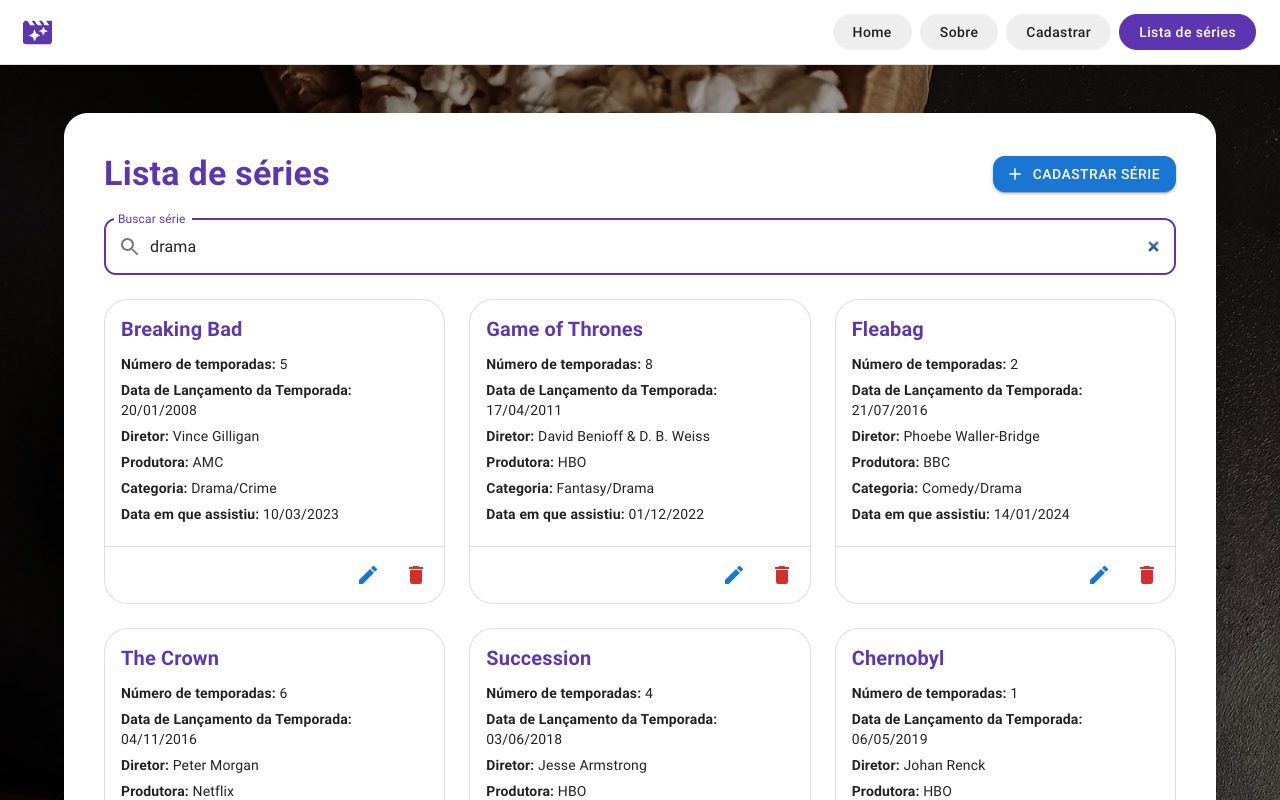 Home
Sobre
Cadastrar
Lista de séries
Lista de séries
CADASTRAR SÉRIE
Buscar série
drama
Breaking Bad
Número de temporadas: 5
Data de Lançamento da Temporada:
20/01/2008
Diretor: Vince Gilligan
Produtora: AMC
Categoria: Drama/Crime
Data em que assistiu: 10/03/2023
Game of Thrones
Número de temporadas: 8
Data de Lançamento da Temporada:
17/04/2011
Diretor: David Benioff & D. B. Weiss
Produtora: HBO
Categoria: Fantasy/Drama
Data em que assistiu: 01/12/2022
Fleabag
Número de temporadas: 2
Data de Lançamento da Temporada:
21/07/2016
Diretor: Phoebe Waller-Bridge
Produtora: BBC
Categoria: Comedy/Drama
Data em que assistiu: 14/01/2024
The Crown
Número de temporadas: 6
Data de Lançamento da Temporada:
04/11/2016
Diretor: Peter Morgan
Produtora: Netflix
Succession
Número de temporadas: 4
Data de Lançamento da Temporada:
03/06/2018
Diretor: Jesse Armstrong
Produtora: HBO
Chernobyl
Número de temporadas: 1
Data de Lançamento da Temporada:
06/05/2019
Diretor: Johan Renck
Produtora: HBO